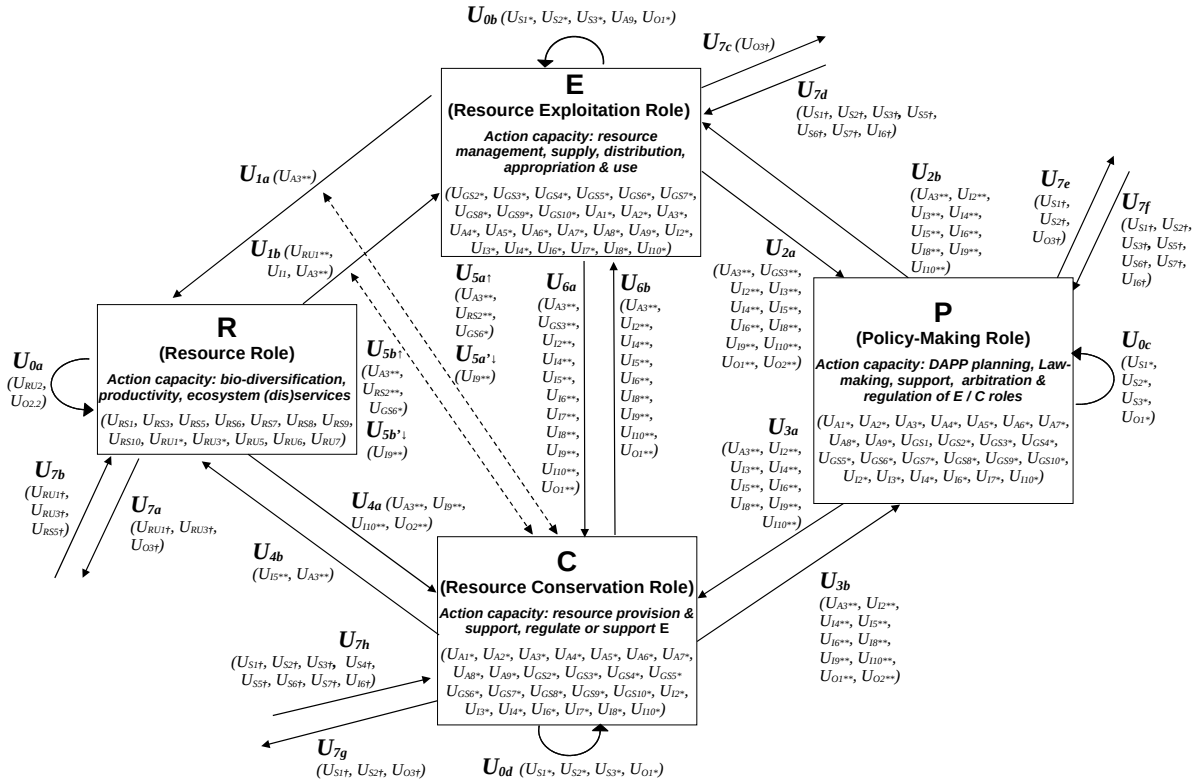 U0b (US1*, US2*, US3*, UA9, UO1*)
U7c (UO3†)
E
(Resource Exploitation Role)
Action capacity: resource
management, supply, distribution,
appropriation & use
(UGS2*, UGS3*, UGS4*, UGS5*, UGS6*, UGS7*,
UGS8*, UGS9*, UGS10*, UA1*, UA2*, UA3*,
UA4*, UA5*, UA6*, UA7*, UA8*, UA9*, UI2*,
UI3*, UI4*, UI6*, UI7*, UI8*, UI10*)
U7d
(US1†, US2†, US3†, US5†,
US6†, US7†, UI6†)
U1a (UA3**)
U2b
(UA3**, UI2**,
UI3**, UI4**,
UI5**, UI6**,
UI8**, UI9**,
UI10**)
U7e
(US1†,
US2†,
UO3†)
U7f
(US1†, US2†,
US3†, US5†,
US6†, US7†,
UI6†)
U1b (URU1**,
UI1, UA3**)
U5a↑
(UA3**,
URS2**,
UGS6*)
U5a’↓
(UI9**)
U6a
(UA3**,
UGS3**,
UI2**,
UI4**,
UI5**,
UI6**,
UI7**,
UI8**,
UI9**,
UI10**,
UO1**)
U6b
(UA3**,
UI2**,
UI4**,
UI5**,
UI6**,
UI8**,
UI9**,
UI10**,
UO1**)
U2a
(UA3**, UGS3**,
UI2**, UI3**,
UI4**, UI5**,
UI6**, UI8**,
UI9**, UI10**,
UO1**, UO2**)
P
(Policy-Making Role)
Action capacity: DAPP planning, Law-
making, support, arbitration &
regulation of E / C roles
(UA1*, UA2*, UA3*, UA4*, UA5*, UA6*, UA7*,
UA8*, UA9*, UGS1, UGS2*, UGS3*, UGS4*,
UGS5*, UGS6*, UGS7*, UGS8*, UGS9*, UGS10*,
UI2*, UI3*, UI4*, UI6*, UI7*, UI10*)
U0c
(US1*,
US2*,
US3*,
UO1*)
U0a
(URU2,
UO2.2)
R
(Resource Role)
Action capacity: bio-diversification,
productivity, ecosystem (dis)services
(URS1, URS3, URS5, URS6, URS7, URS8, URS9,
URS10, URU1*, URU3*, URU5, URU6, URU7)
U5b↑
(UA3**,
URS2**,
UGS6*)
U5b’↓
(UI9**)
U3a
(UA3**, UI2**,
UI3**, UI4**,
UI5**, UI6**,
UI8**, UI9**,
UI10**)
U7b
(URU1†,
URU3†,
URS5†)
U7a
(URU1†, URU3†,
UO3†)
U4a (UA3**, UI9**,
UI10**, UO2**)
U4b
(UI5**, UA3**)
C
(Resource Conservation Role)
Action capacity: resource provision &
support, regulate or support E
(UA1*, UA2*, UA3*, UA4*, UA5*, UA6*, UA7*,
UA8*, UA9*, UGS2*, UGS3*, UGS4*, UGS5*
UGS6*, UGS7*, UGS8*, UGS9*, UGS10*, UI2*,
UI3*, UI4*, UI6*, UI7*, UI8*, UI10*)
U3b
(UA3**, UI2**,
UI4**, UI5**,
UI6**, UI8**,
UI9**, UI10**,
UO1**, UO2**)
U7h
(US1†, US2†, US3†, US4†,
US5†, US6†, US7†, UI6†)
U7g
(US1†, US2†, UO3†)
U0d (US1*, US2*, US3*, UO1*)